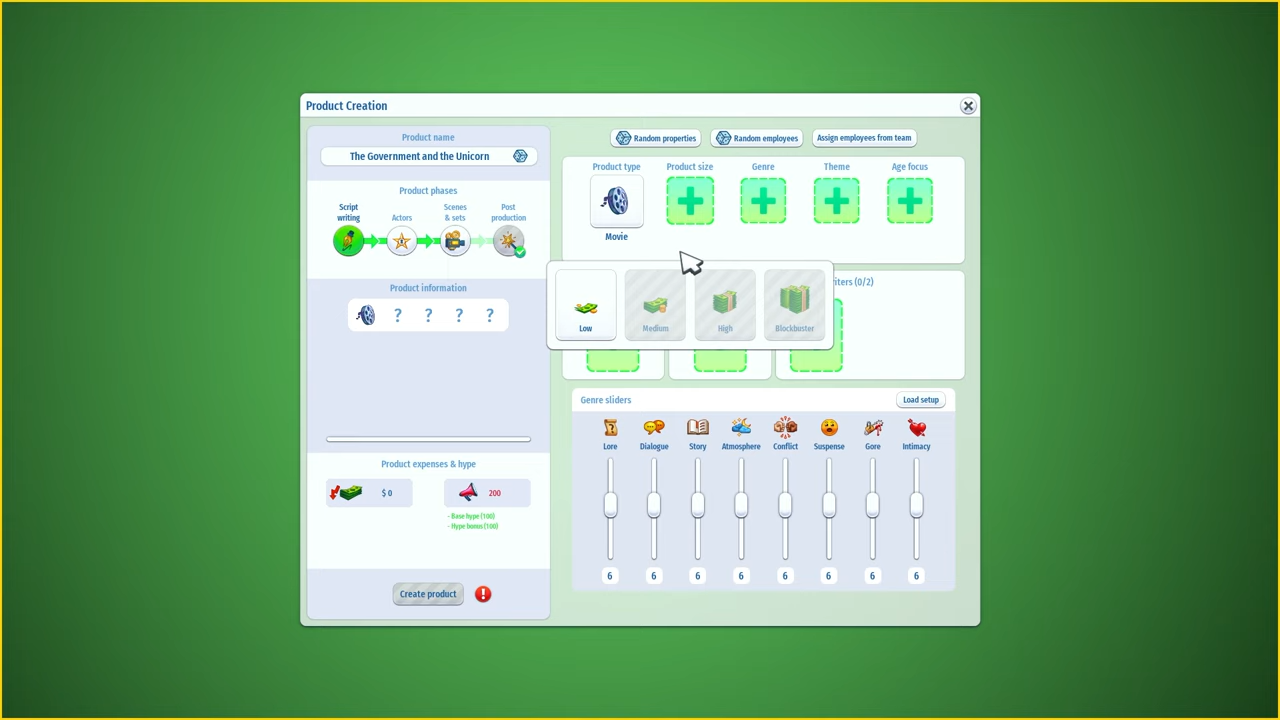 Product Creation
Product name
The Government and the Unicorn
Product phases
Script
writing
Actors
Scenes
& sets
Post
production
Product information
? ? ? ?
Product expenses & hype
$ 0
200
- Base hype (100)
- Hype bonus (100)
Create product
Random properties
Random employees
Assign employees from team
Product type
Product size
Genre
Theme
Age focus
Movie
Low
Medium
High
Blockbuster
(0/2)
Genre sliders
Load setup
Lore
Dialogue
Story
Atmosphere
Conflict
Suspense
Gore
Intimacy
6 6 6 6 6 6 6 6